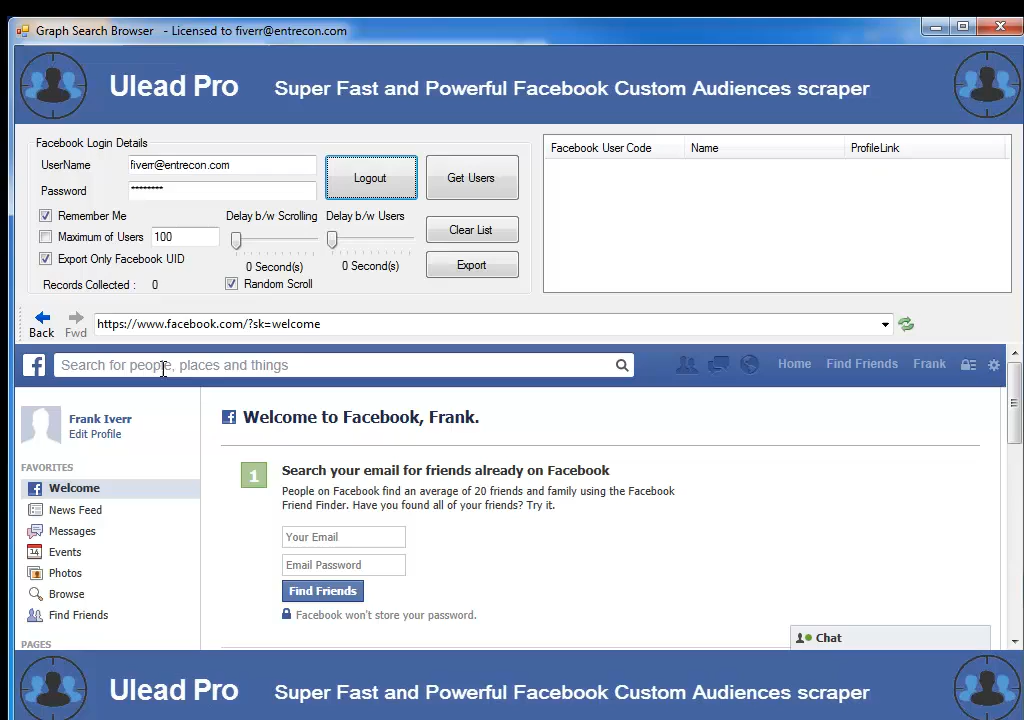 Graph Search Browser - Licensed to fiverr@entrecon.com
Ulead Pro Super Fast and Powerful Facebook Custom Audiences scraper
Facebook Login Details
UserName fiverr@entrecon.com
Password ********
Logout
Get Users
Remember Me
Maximum of Users 100
Export Only Facebook UID
Records Collected : 0
Delay b/w Scrolling
0 Second(s)
Random Scroll
Delay b/w Users
0 Second(s)
Clear List
Export
Facebook User Code Name ProfileLink
Back Fwd https://www.facebook.com/?sk=welcome
Search for people, places and things
Home Find Friends Frank
Frank Iverr
Edit Profile
FAVORITES
Welcome
News Feed
Messages
14 Events
Photos
Browse
Find Friends
PAGES
Welcome to Facebook, Frank.
1 Search your email for friends already on Facebook
People on Facebook find an average of 20 friends and family using the Facebook
Friend Finder. Have you found all of your friends? Try it.
Your Email
Email Password
Find Friends
Facebook won't store your password.
Chat
Ulead Pro Super Fast and Powerful Facebook Custom Audiences scraper